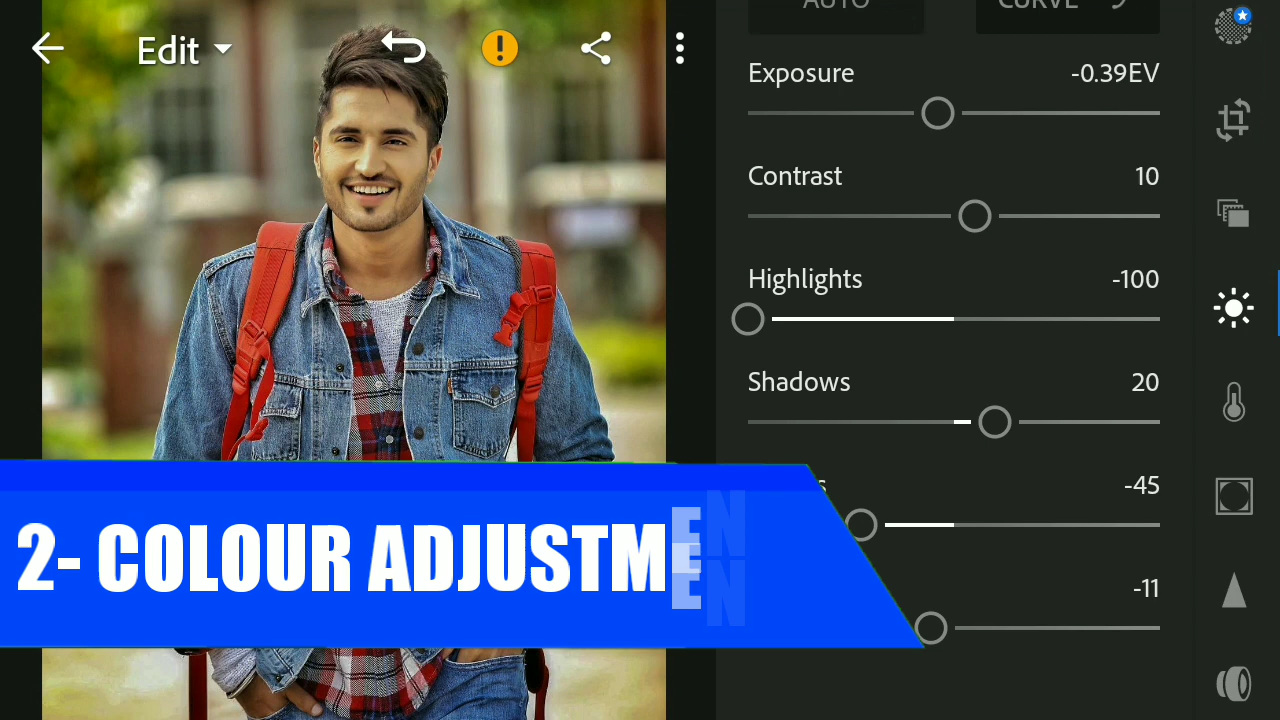 AUTO
CURVE
Edit
Exposure -0.39EV
Contrast 10
Highlights -100
Shadows 20
-45
-11
2- COLOUR ADJUSTMEN